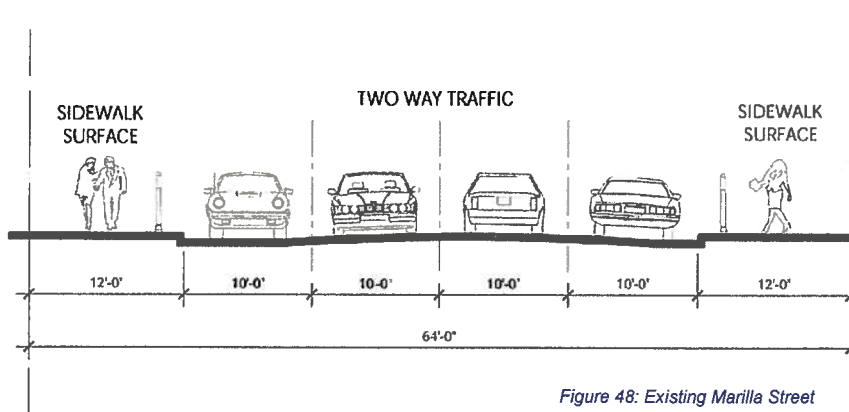 TWO WAY TRAFFIC
SIDEWALK
SURFACE
SIDEWALK
SURFACE
12'-0"
10'-0"
10-0"
10'-0"
10'-0"
12'-0"
64'-0"
Figure 48: Existing Marilla Street